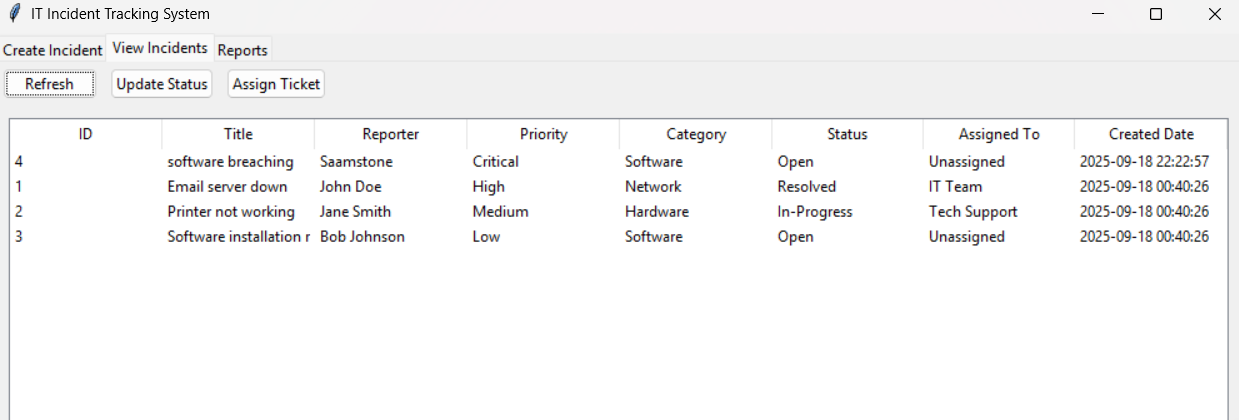 IT Incident Tracking System
Create Incident View Incidents Reports
Refresh Update Status Assign Ticket
ID Title Reporter Priority Category Status Assigned To Created Date
4 software breaching Saamstone Critical Software Open Unassigned 2025-09-18 22:22:57
1 Email server down John Doe High Network Resolved IT Team 2025-09-18 00:40:26
2 Printer not working Jane Smith Medium Hardware In-Progress Tech Support 2025-09-18 00:40:26
3 Software installation r Bob Johnson Low Software Open Unassigned 2025-09-18 00:40:26